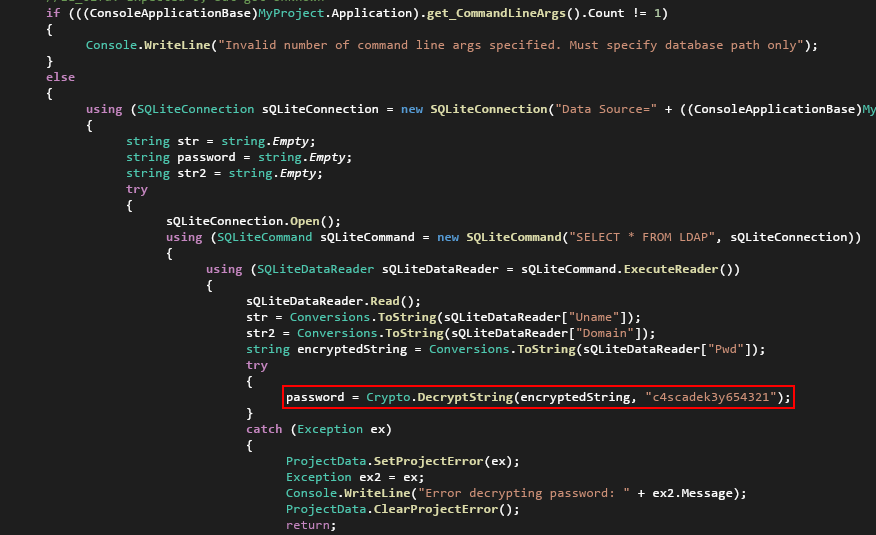 if (((ConsoleApplicationBase)MyProject.Application).get_CommandLineArgs().Count != 1)
{
Console.WriteLine("Invalid number of command line args specified. Must specify database path only");
}
else
{
using (SQLiteConnection sQLiteConnection = new SQLiteConnection("Data Source=" + ((ConsoleApplicationBase)My
{
string str = string.Empty;
string password = string.Empty;
string str2 = string.Empty;
try
{
sQLiteConnection.Open();
using (SQLiteCommand sQLiteCommand = new SQLiteCommand("SELECT * FROM LDAP", sQLiteConnection))
{
using (SQLiteDataReader sQLiteDataReader = sQLiteCommand.ExecuteReader())
{
sQLiteDataReader.Read();
str = Conversions.ToString(sQLiteDataReader["Uname"]);
str2 = Conversions.ToString(sQLiteDataReader["Domain"]);
string encryptedString = Conversions.ToString(sQLiteDataReader["Pwd"]);
try
{
password = Crypto.DecryptString(encryptedString, "c4scadek3y654321");
}
catch (Exception ex)
{
ProjectData.SetProjectError(ex);
Exception ex2 = ex;
Console.WriteLine("Error decrypting password: " + ex2.Message);
ProjectData.ClearProjectError();
return;